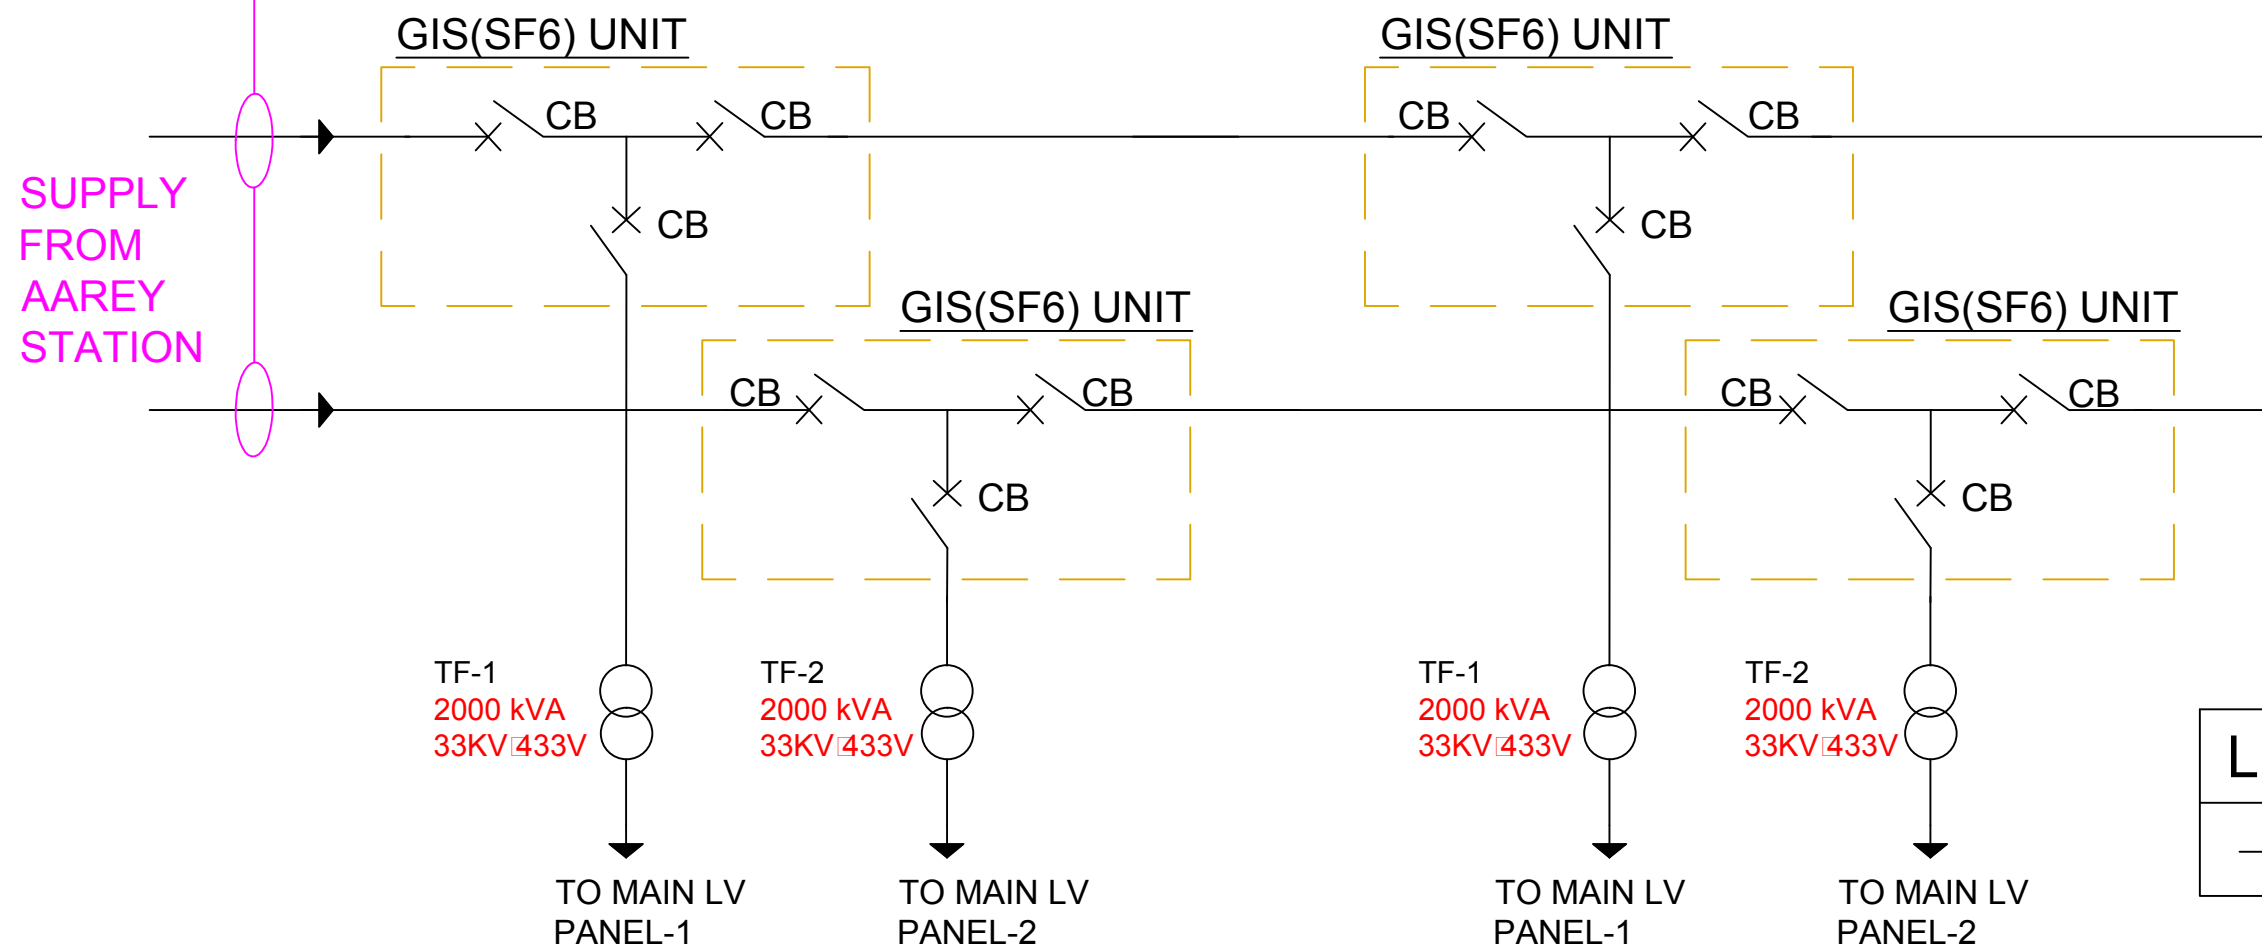 GIS(SF6) UNIT
GIS(SF6) UNIT
CB
CB
CB
CB
SUPPLY
FROM
AAREY
STATION
CB
CB
GIS(SF6) UNIT
GIS(SF6) UNIT
CB
CB
CB
CB
CB
CB
TF-1
2000 kVA
33KV□433V
TF-2
2000 kVA
33KV□433V
TF-1
2000 kVA
33KV□433V
TF-2
2000 kVA
33KV□433V
L
TO MAIN LV
PANEL-1
TO MAIN LV
PANEL-2
TO MAIN LV
PANEL-1
TO MAIN LV
PANEL-2